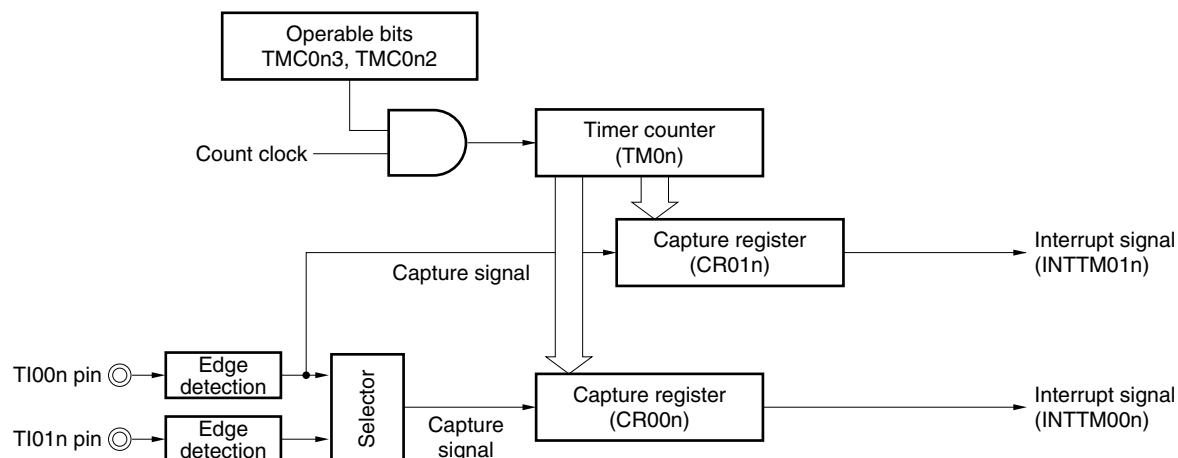 Operable bits
TMC0n3, TMC0n2
Count clock
Timer counter
(TM0n)
Capture register
(CR01n)
Interrupt signal
(INTTM01n)
Capture signal
TI00n pin
Edge
detection
Selector
Capture register
(CR00n)
Interrupt signal
(INTTM00n)
TI01n pin
Edge
detection
Capture
signal